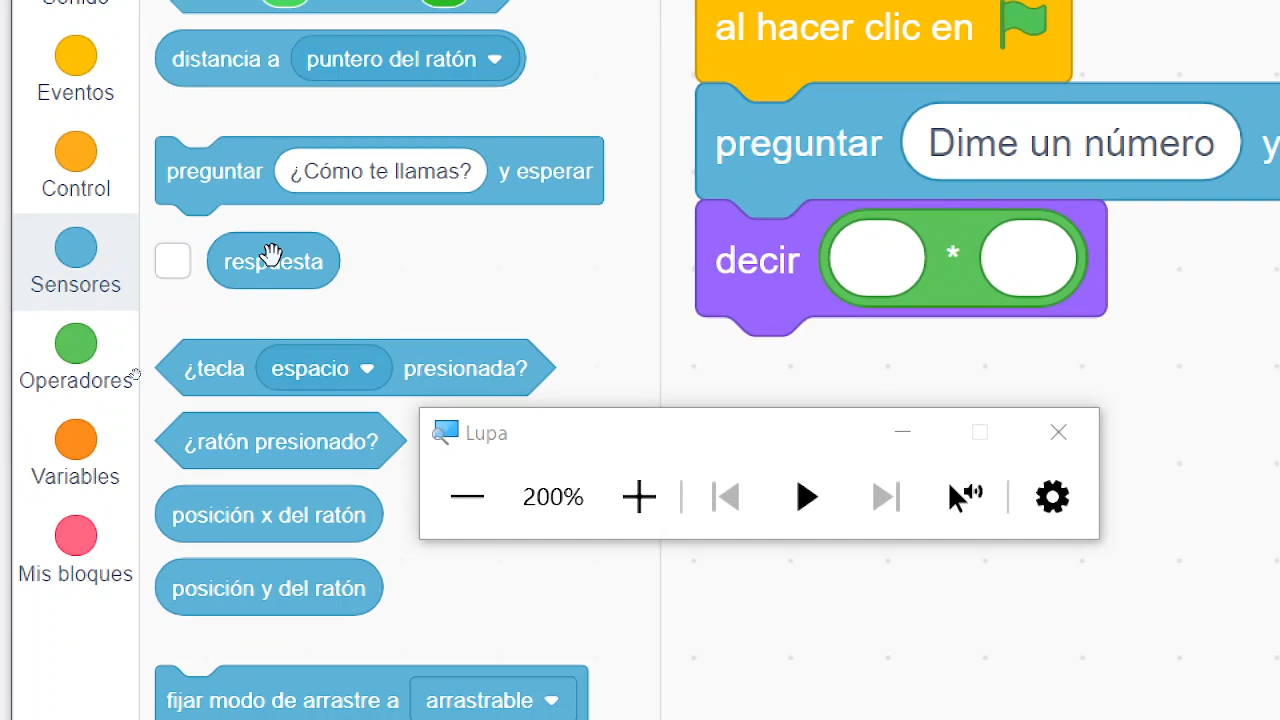 Eventos
Control
Sensores
Operadores
Variables
Mis bloques
distancia a puntero del ratón
preguntar ¿Cómo te llamas? y esperar
respuesta
¿tecla espacio presionada?
¿ratón presionado?
posición x del ratón
posición y del ratón
fijar modo de arrastre a arrastrable
al hacer clic en
preguntar Dime un número y
decir *
Lupa
200%